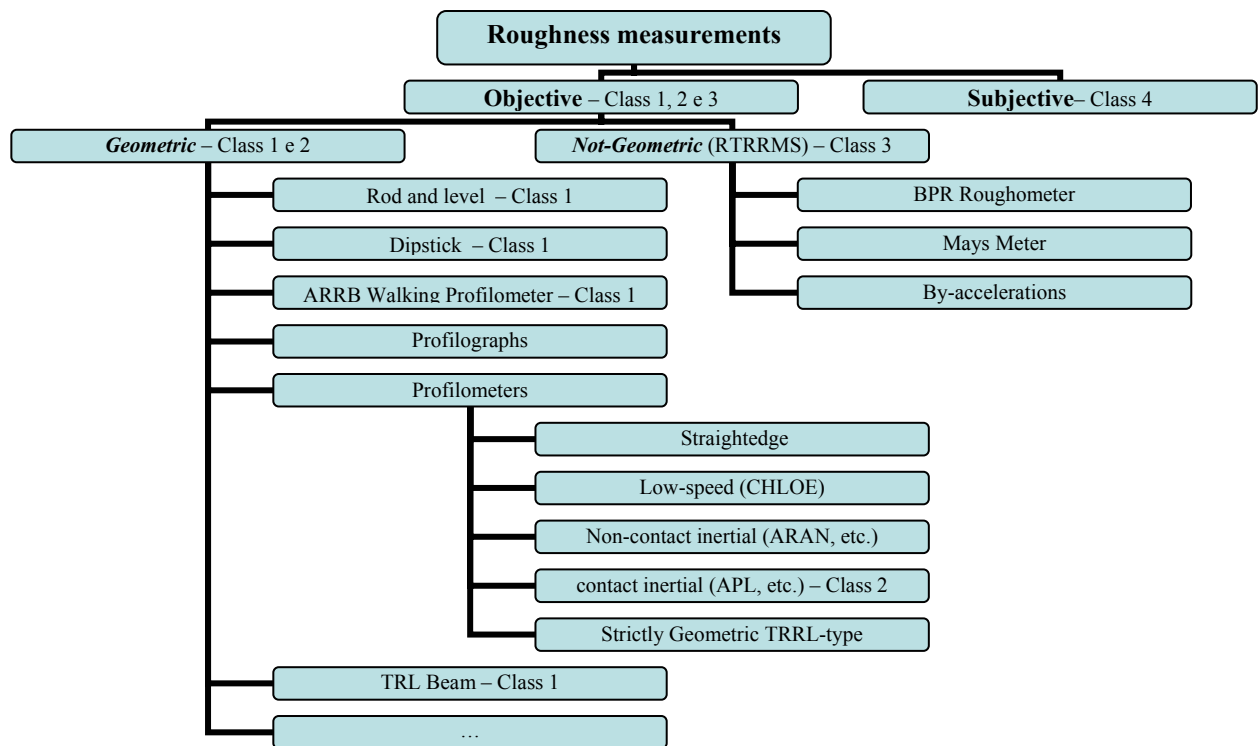 Roughness measurements
Objective – Class 1, 2 e 3
Subjective– Class 4
Geometric – Class 1 e 2
Not-Geometric (RTRRMS) – Class 3
Rod and level – Class 1
BPR Roughometer
Dipstick – Class 1
Mays Meter
ARRB Walking Profilometer – Class 1
By-accelerations
Profilographs
Profilometers
Straightedge
Low-speed (CHLOE)
Non-contact inertial (ARAN, etc.)
contact inertial (APL, etc.) – Class 2
Strictly Geometric TRRL-type
TRL Beam – Class 1
…